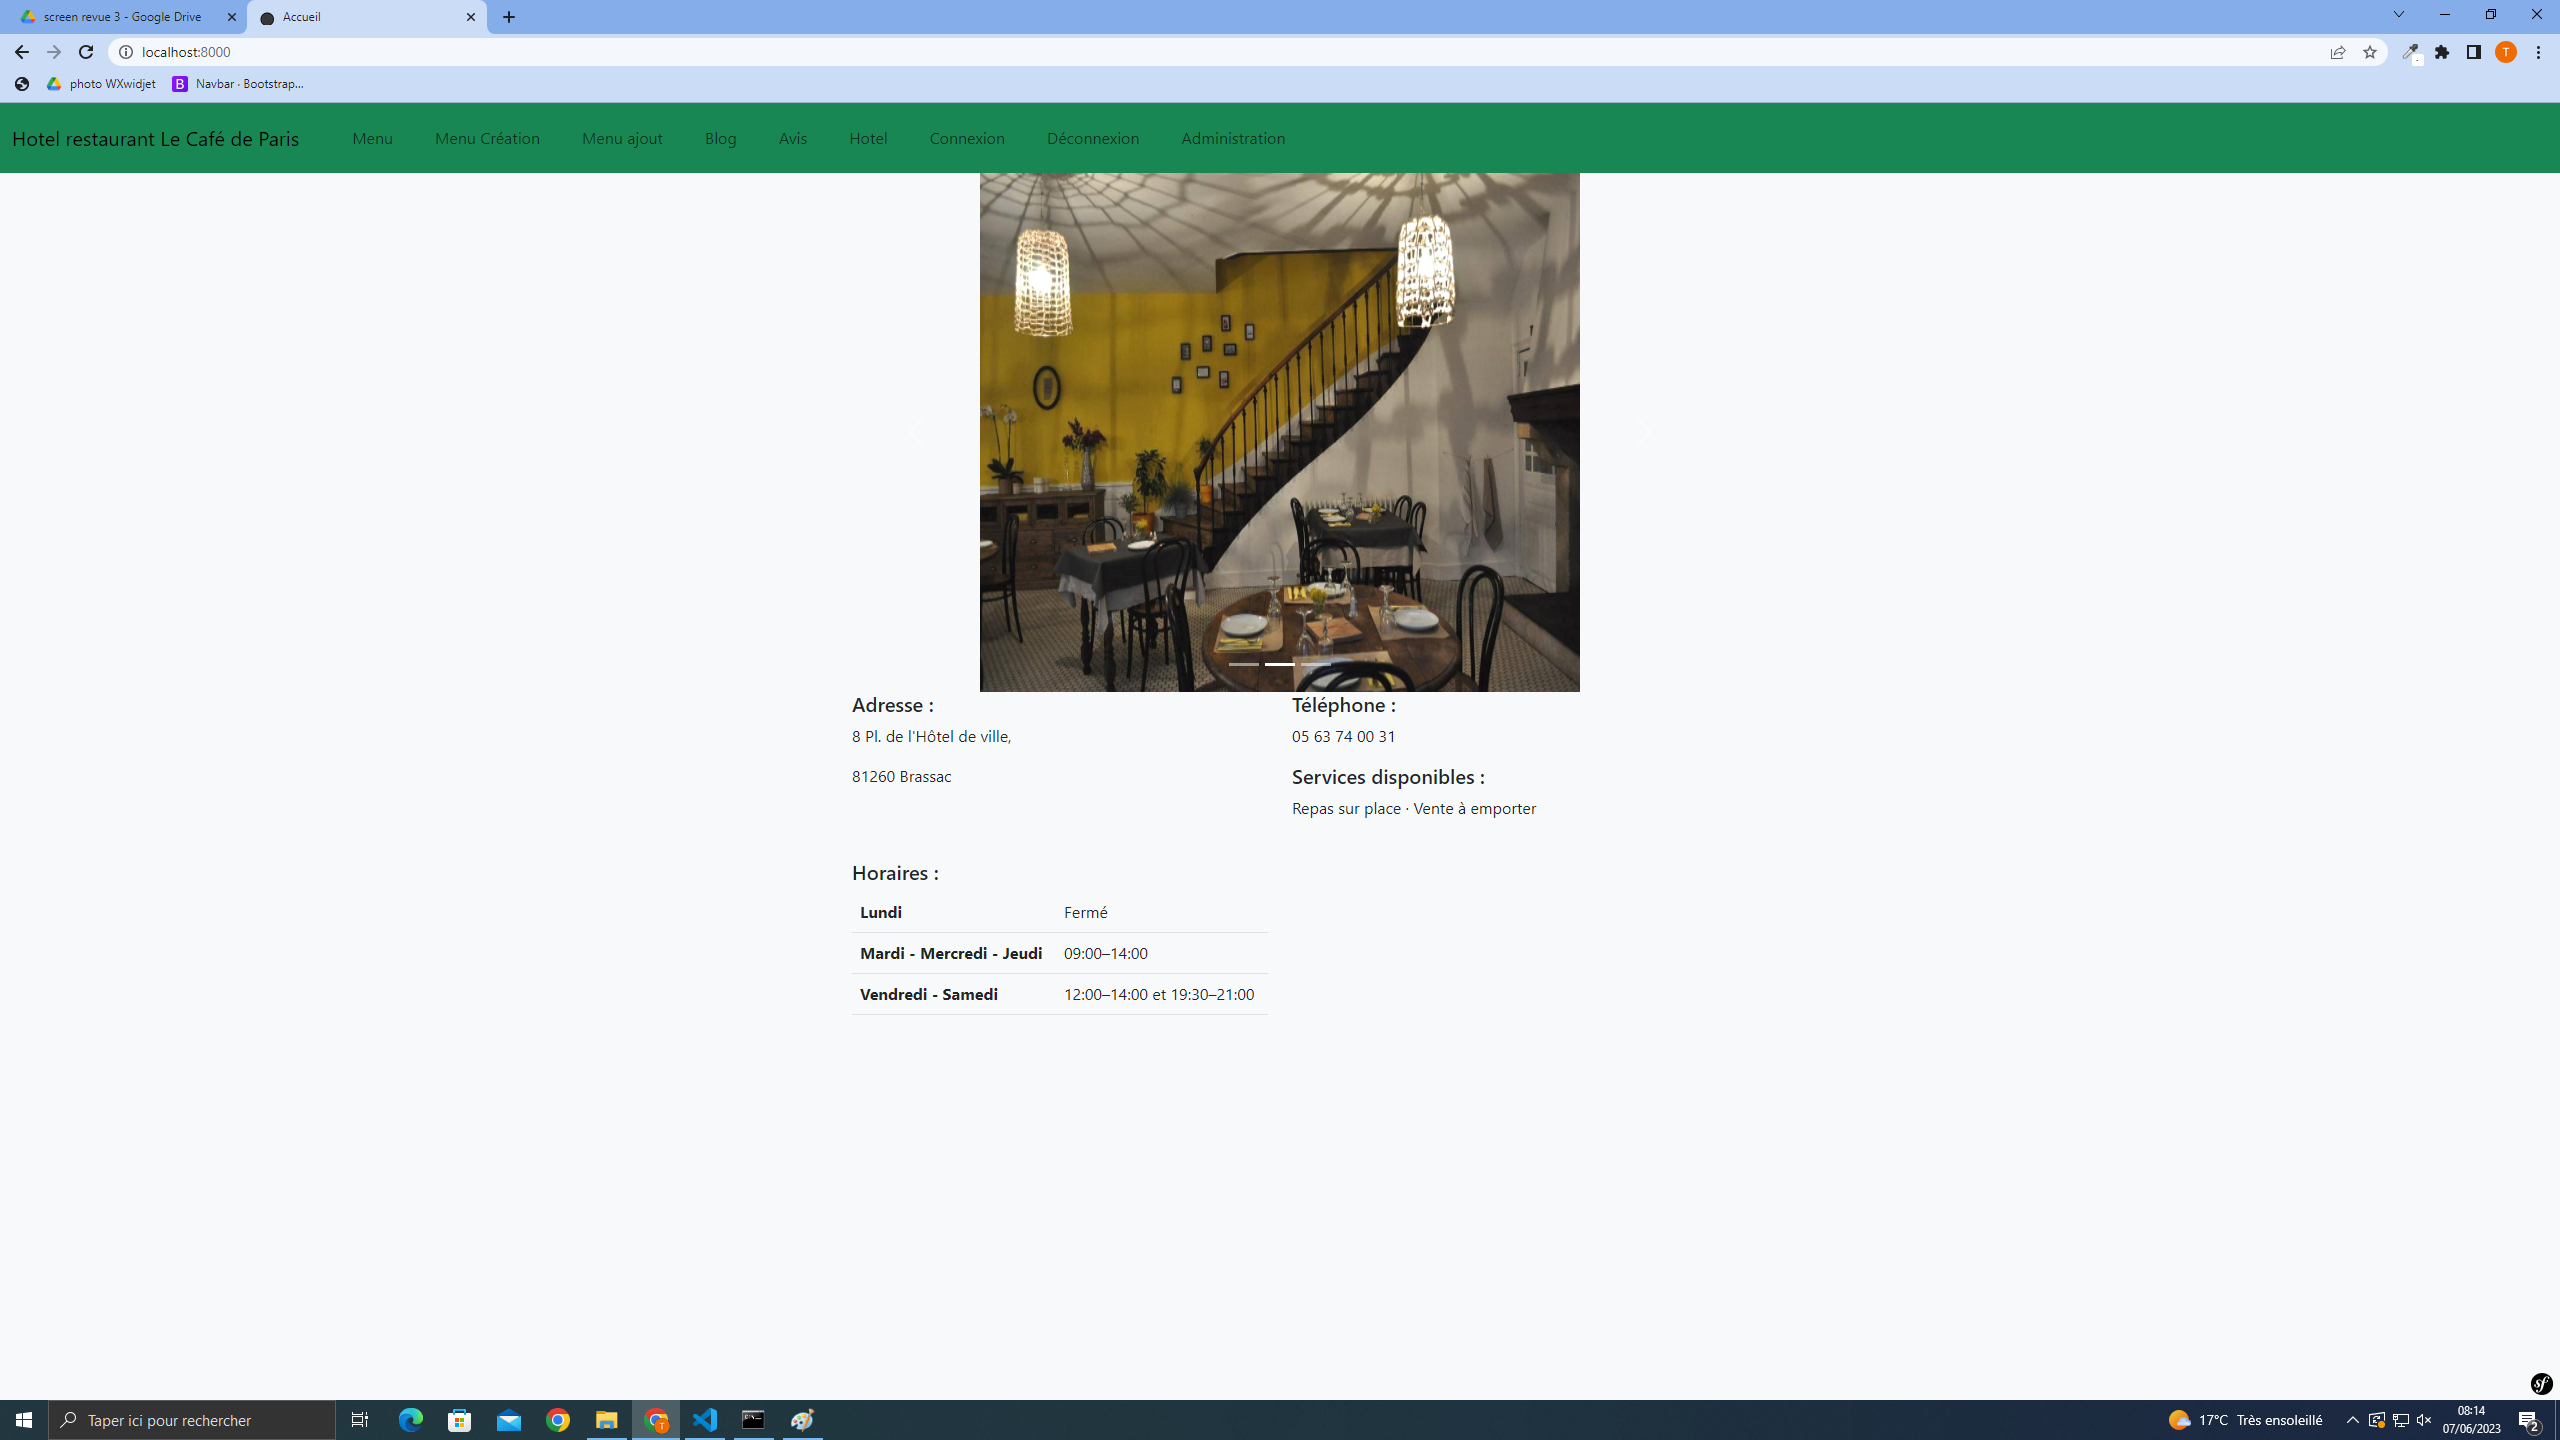 screen revue 3 - Google Drive
Accueil
localhost:8000
T
photo WXwidjet
B
Navbar · Bootstrap...
Hotel restaurant Le Café de Paris
Menu
Menu Création
Menu ajout
Blog
Avis
Hotel
Connexion
Déconnexion
Administration
Adresse :
8 Pl. de l'Hôtel de ville,
81260 Brassac
Téléphone :
05 63 74 00 31
Services disponibles :
Repas sur place · Vente à emporter
Horaires :
Lundi Fermé
Mardi - Mercredi - Jeudi 09:00–14:00
Vendredi - Samedi 12:00–14:00 et 19:30–21:00
sf
Taper ici pour rechercher
T
17°C Très ensoleillé
08:14
07/06/2023
2